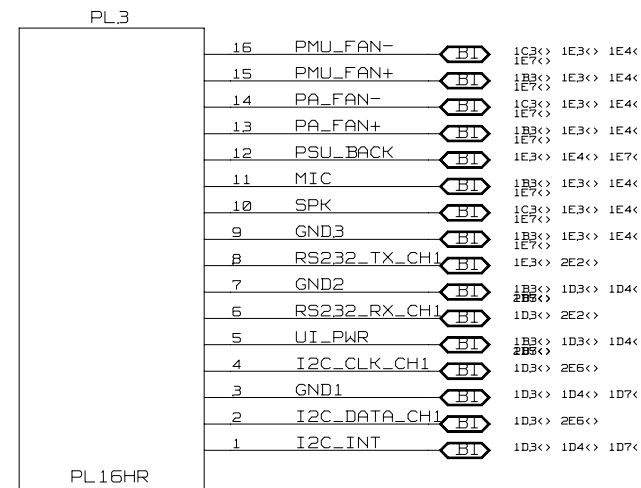 PL3
16 PMU_FAN- BI 1C3<> 1E3<> 1E4<
1E7<>
15 PMU_FAN+ BI 1B3<> 1E3<> 1E4<
1E7<>
14 PA_FAN- BI 1C3<> 1E3<> 1E4<
1E7<>
13 PA_FAN+ BI 1B3<> 1E3<> 1E4<
1E7<>
12 PSU_BACK BI 1E3<> 1E4<> 1E7<
11 MIC BI 1B3<> 1E3<> 1E4<
1E7<>
10 SPK BI 1C3<> 1E3<> 1E4<
1E7<>
9 GND3 BI 1B3<> 1E3<> 1E4<
1E7<>
8 RS232_TX_CH1 BI 1E3<> 2E2<>
7 GND2 BI 1B3<> 1D3<> 1D4<
6 RS232_RX_CH1 BI 1D3<> 2E2<>
5 UI_PWR BI 1B3<> 1D3<> 1D4<
4 I2C_CLK_CH1 BI 1D3<> 2E6<>
3 GND1 BI 1D3<> 1D4<> 1D7<
2 I2C_DATA_CH1 BI 1D3<> 2E6<>
1 I2C_INT BI 1D3<> 1D4<> 1D7<
PL16HR